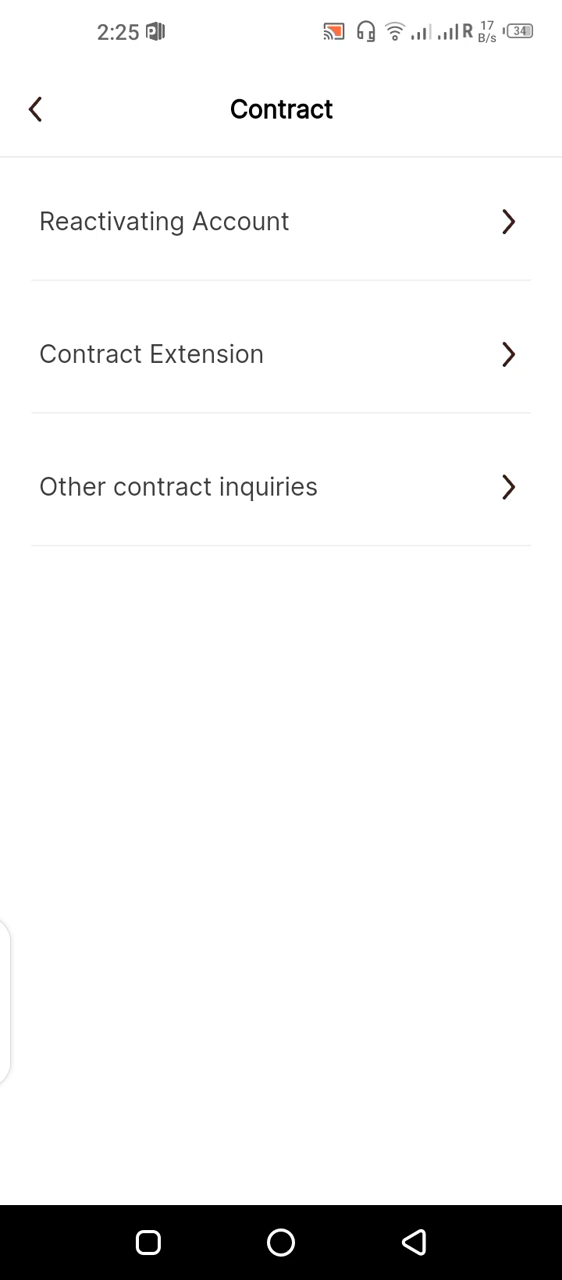 2:25
R 17 B/s 34
Contract
Reactivating Account
Contract Extension
Other contract inquiries